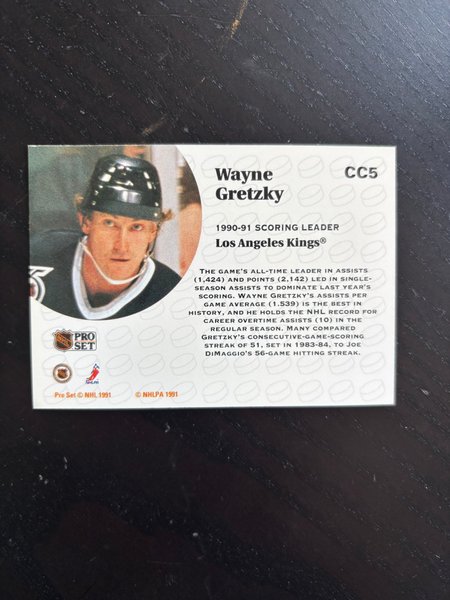 Wayne
Gretzky
CC5
1990-91 SCORING LEADER
Los Angeles Kings®
THE GAME'S ALL-TIME LEADER IN ASSISTS
(1,424) AND POINTS (2,142) LED IN SINGLE-
SEASON ASSISTS TO DOMINATE LAST YEAR'S
SCORING. WAYNE GRETZKY'S ASSISTS PER
GAME AVERAGE (1.539) IS THE BEST IN
HISTORY, AND HE HOLDS THE NHL RECORD FOR
CAREER OVERTIME ASSISTS (10) IN THE
REGULAR SEASON. MANY COMPARED
GRETZKY'S CONSECUTIVE-GAME-SCORING
STREAK OF 51, SET IN 1983-84, TO JOE
DIMAGGIO'S 56-GAME HITTING STREAK.
PRO
SET
NHLPA
Pro Set © NHL 1991
© NHLPA 1991